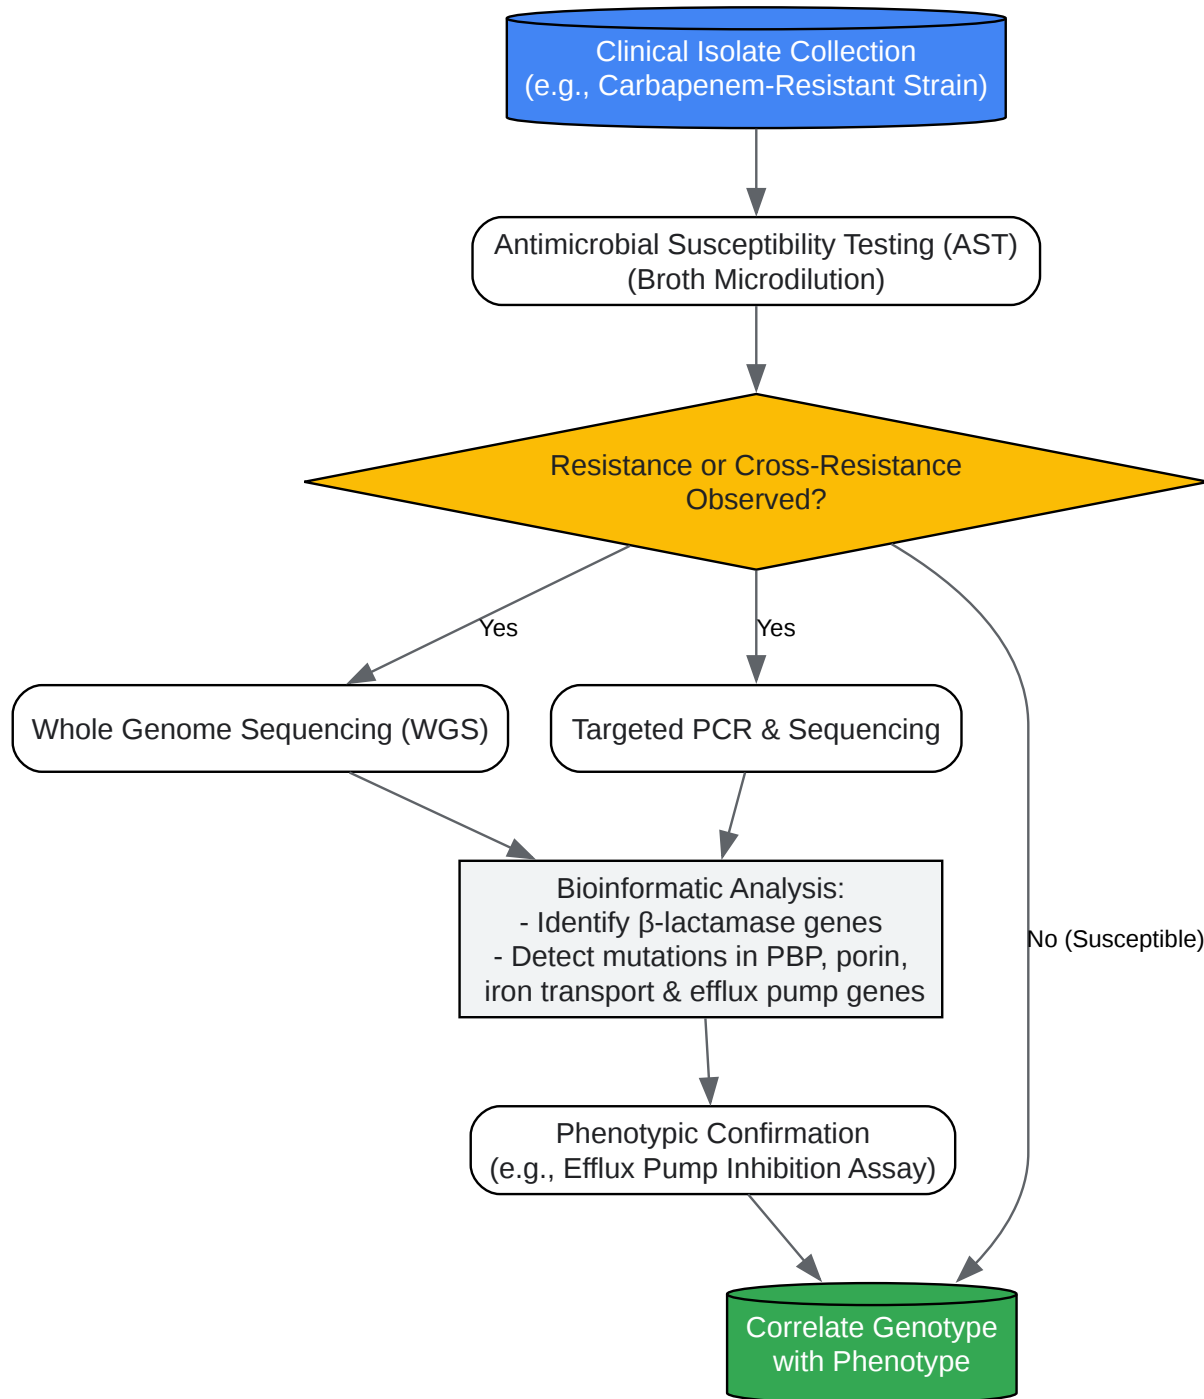 Clinical Isolate Collection
(e.g., Carbapenem-Resistant Strain)
Antimicrobial Susceptibility Testing (AST)
(Broth Microdilution)
Resistance or Cross-Resistance
Observed?
Yes
Yes
Whole Genome Sequencing (WGS)
Targeted PCR & Sequencing
Bioinformatic Analysis:
- Identify β-lactamase genes
- Detect mutations in PBP, porin,
iron transport & efflux pump genes
No (Susceptible)
Phenotypic Confirmation
(e.g., Efflux Pump Inhibition Assay)
Correlate Genotype
with Phenotype